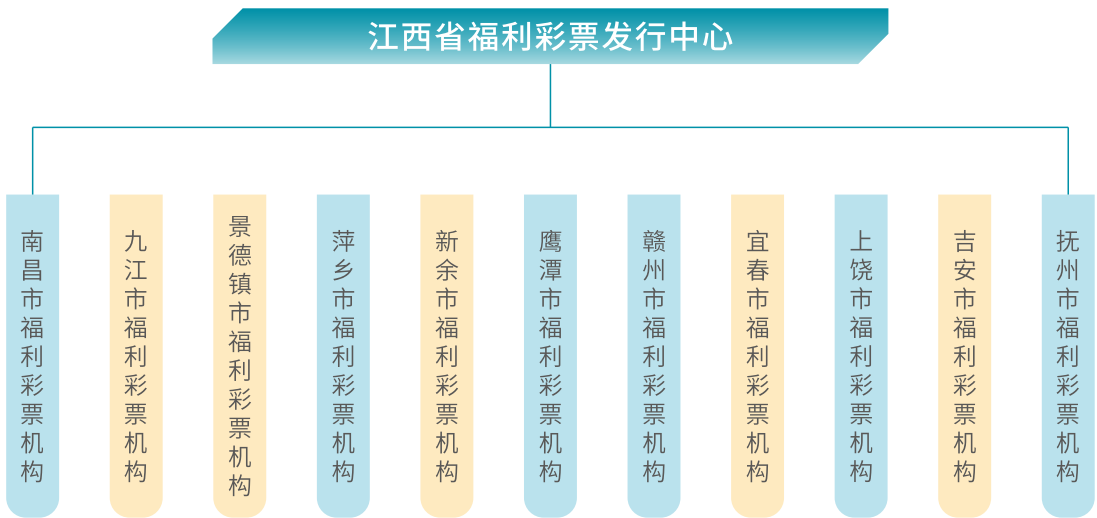 江西省福利彩票发行中心
南昌市福利彩票机构
九江市福利彩票机构
景德镇市福利彩票机构
萍乡市福利彩票机构
新余市福利彩票机构
鹰潭市福利彩票机构
赣州市福利彩票机构
宜春市福利彩票机构
上饶市福利彩票机构
吉安市福利彩票机构
抚州市福利彩票机构